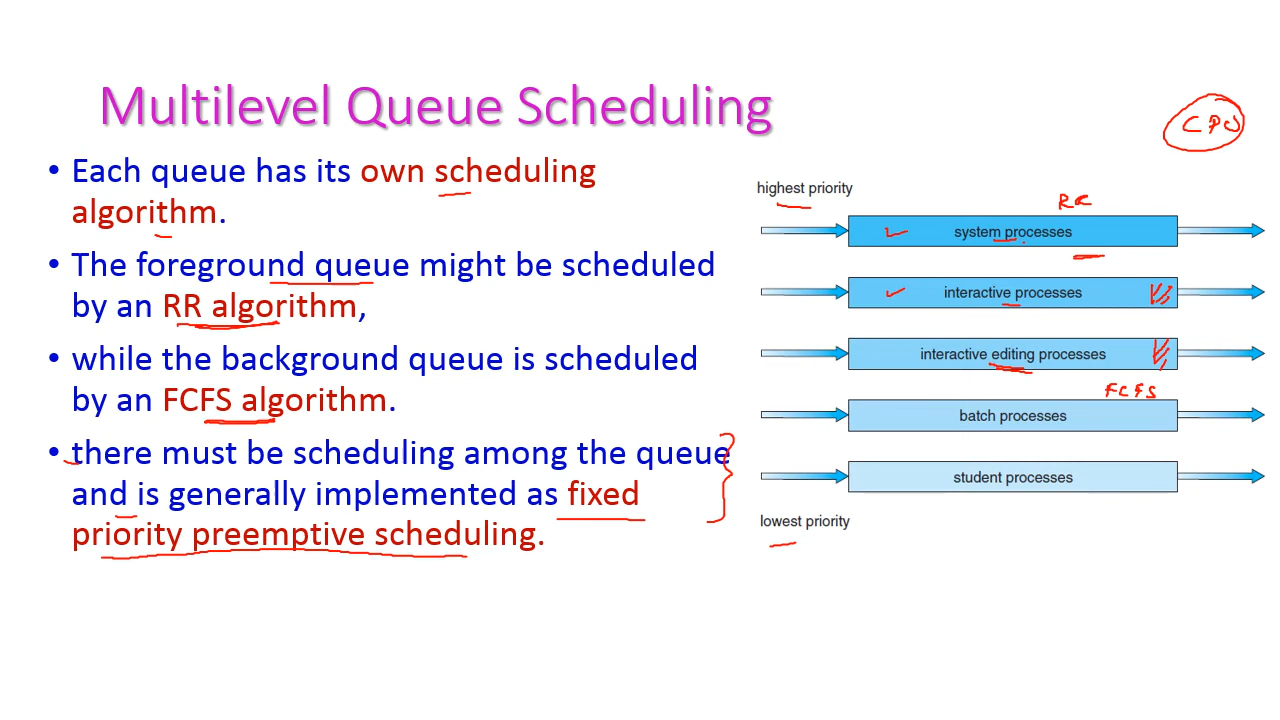 Multilevel Queue Scheduling
• Each queue has its own scheduling
algorithm.
• The foreground queue might be scheduled
by an RR algorithm,
• while the background queue is scheduled
by an FCFS algorithm.
• there must be scheduling among the queue
and is generally implemented as fixed
priority preemptive scheduling.
CPU
highest priority
RR
system processes
interactive processes
interactive editing processes
FCFS
batch processes
student processes
lowest priority